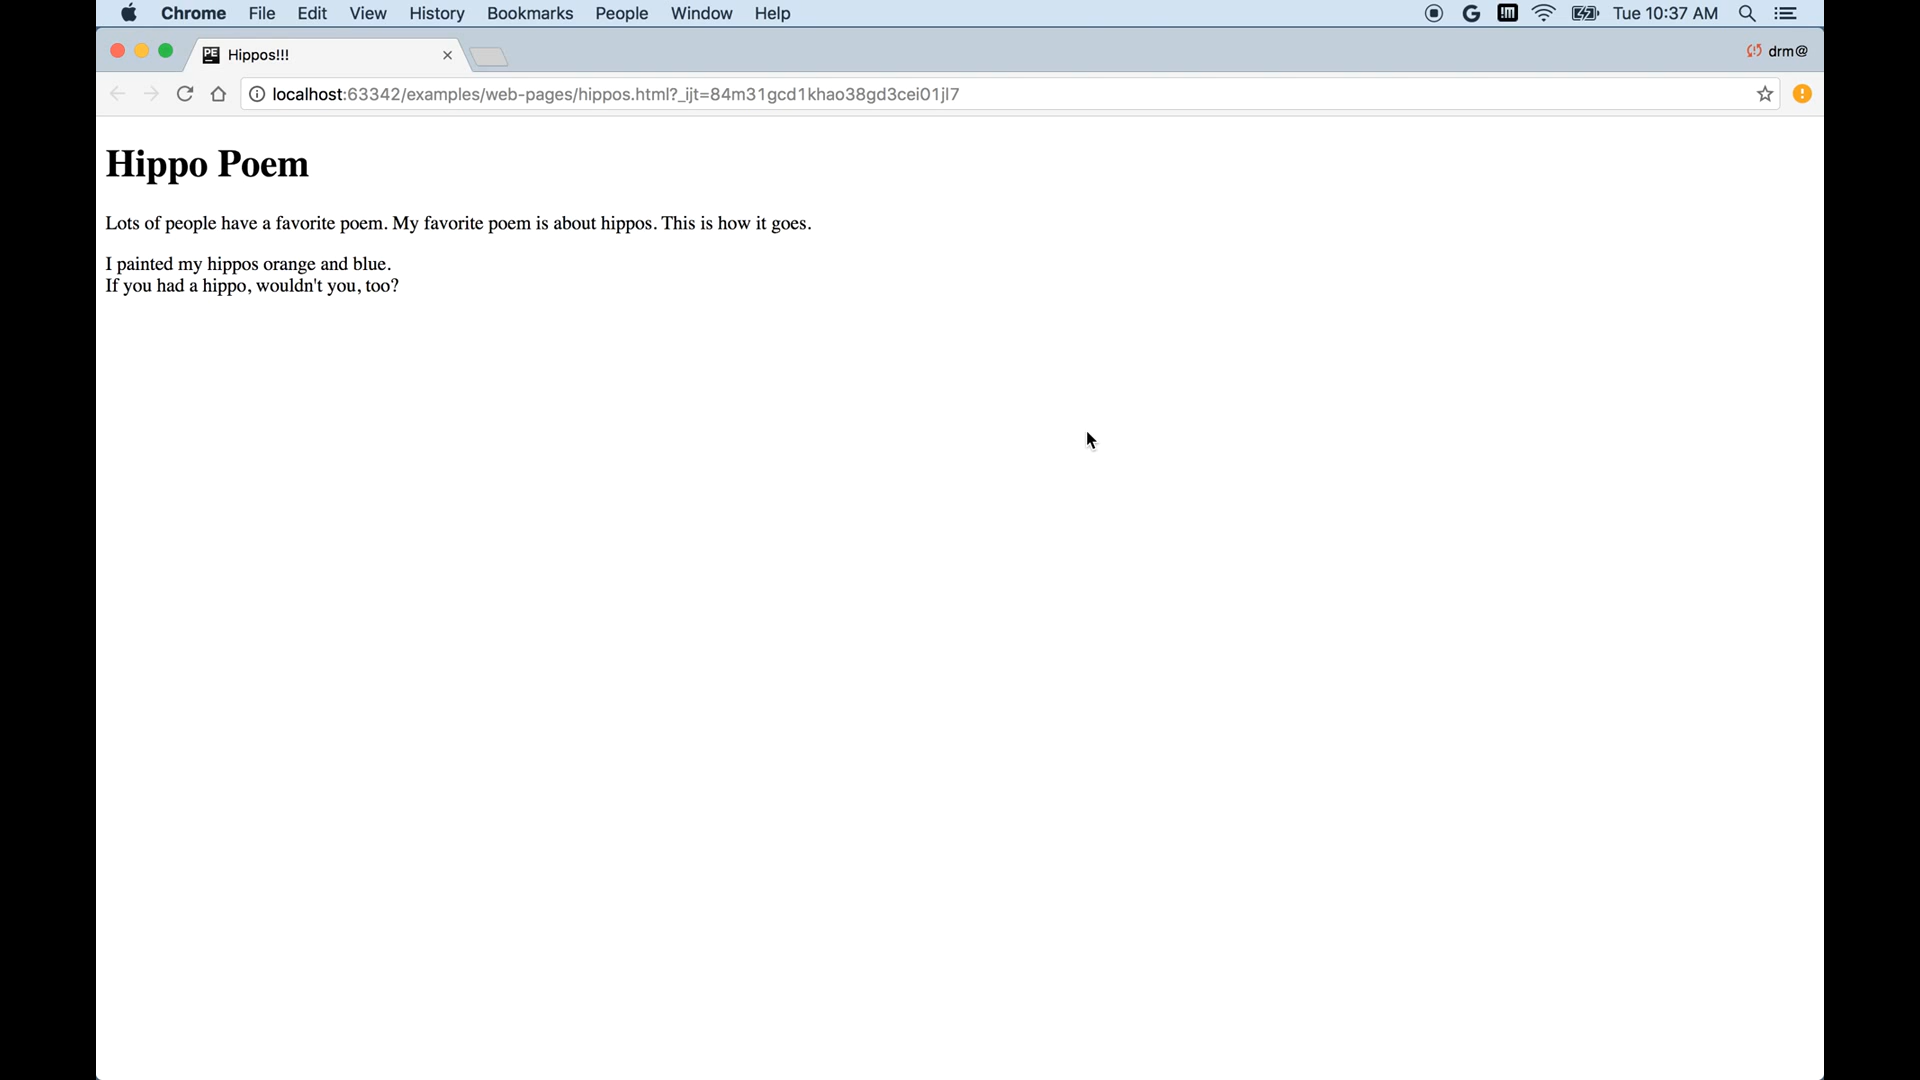 Chrome File Edit View History Bookmarks People Window Help Tue 10:37 AM
PE Hippos!!! drm@
localhost:63342/examples/web-pages/hippos.html?_ijt=84m31gcd1khao38gd3cei01jl7
Hippo Poem
Lots of people have a favorite poem. My favorite poem is about hippos. This is how it goes.
I painted my hippos orange and blue.
If you had a hippo, wouldn't you, too?